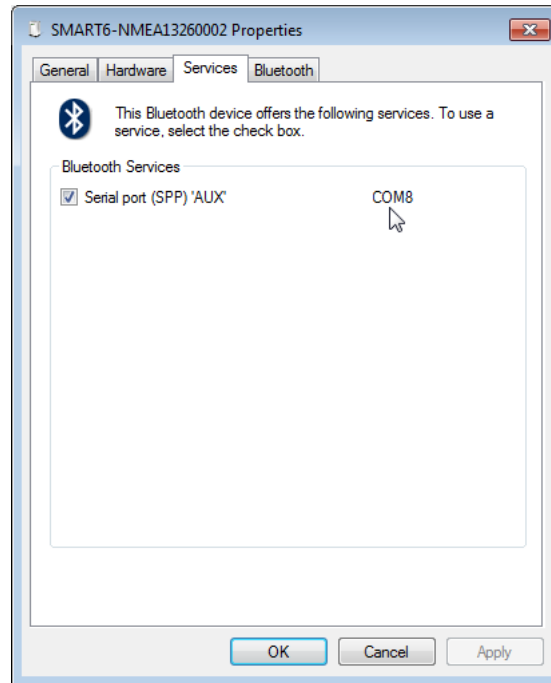 SMART6-NMEA13260002 Properties
General Hardware Services Bluetooth
This Bluetooth device offers the following services. To use a
service, select the check box.
Bluetooth Services
Serial port (SPP) 'AUX' COM8
OK Cancel Apply